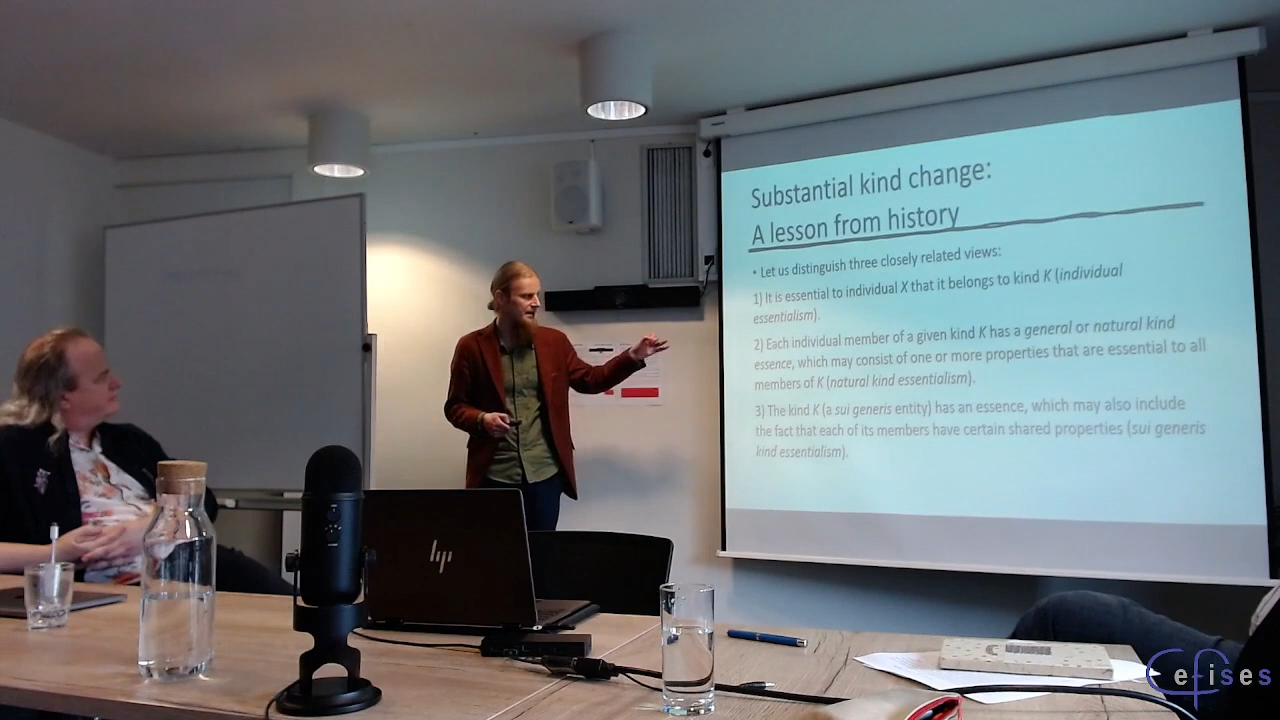 Substantial kind change:
A lesson from history
• Let us distinguish three closely related views:
1) It is essential to individual X that it belongs to kind K (individual
essentialism).
2) Each individual member of a given kind K has a general or natural kind
essence, which may consist of one or more properties that are essential to all
members of K (natural kind essentialism).
3) The kind K (a sui generis entity) has an essence, which may also include
the fact that each of its members have certain shared properties (sui generis
kind essentialism).
hp
Cefises